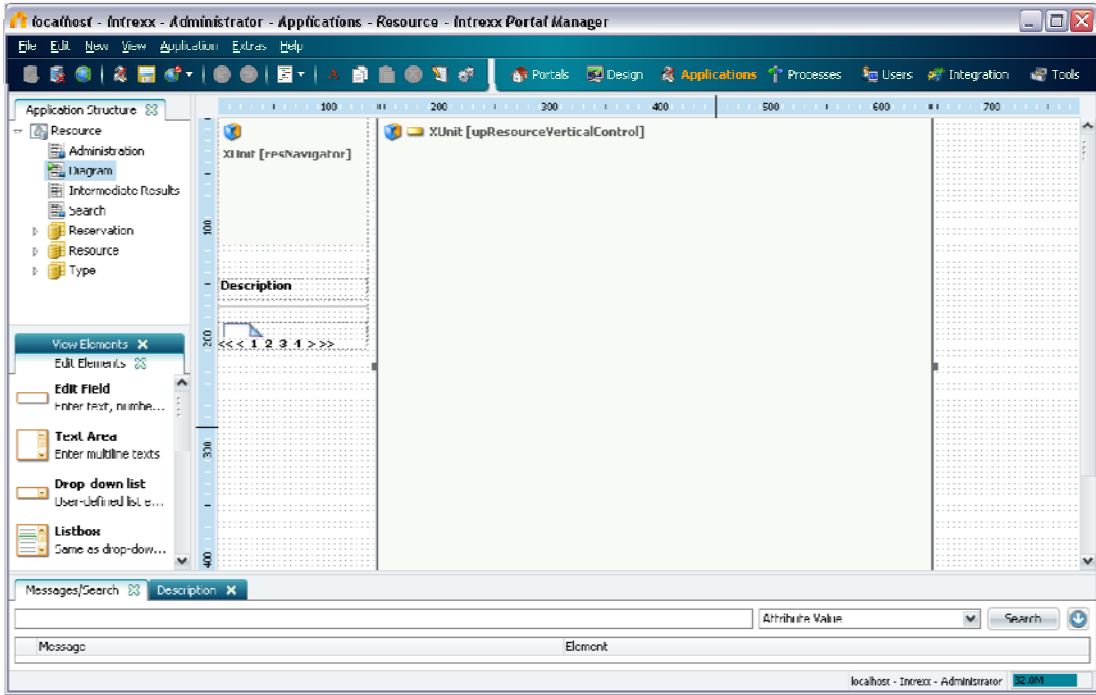 localhost - Intrexx - Administrator - Applications - Resource - Intrexx Portal Manager
File Edit New View Application Extras Help
Portals Design Applications Processes Users Integration Tools
Application Structure
100 200 300 400 500 600 700
Resource
Administration
Diagram
Intermediate Results
Search
Reservation
Resource
Type
XUnit [resNavigator]
XUnit [upResourceVerticalControl]
100
Description
200
<< < 1 2 3 4 > >>
View Elements
Edit Elements
Edit Field
Enter text, numbe...
Text Area
Enter multiline texts
300
Drop down list
User-defined list e...
Listbox
Same as drop-dow...
400
Messages/Search Description
Attribute Value Search
Message Element
localhost - Intrexx - Administrator 32.0M